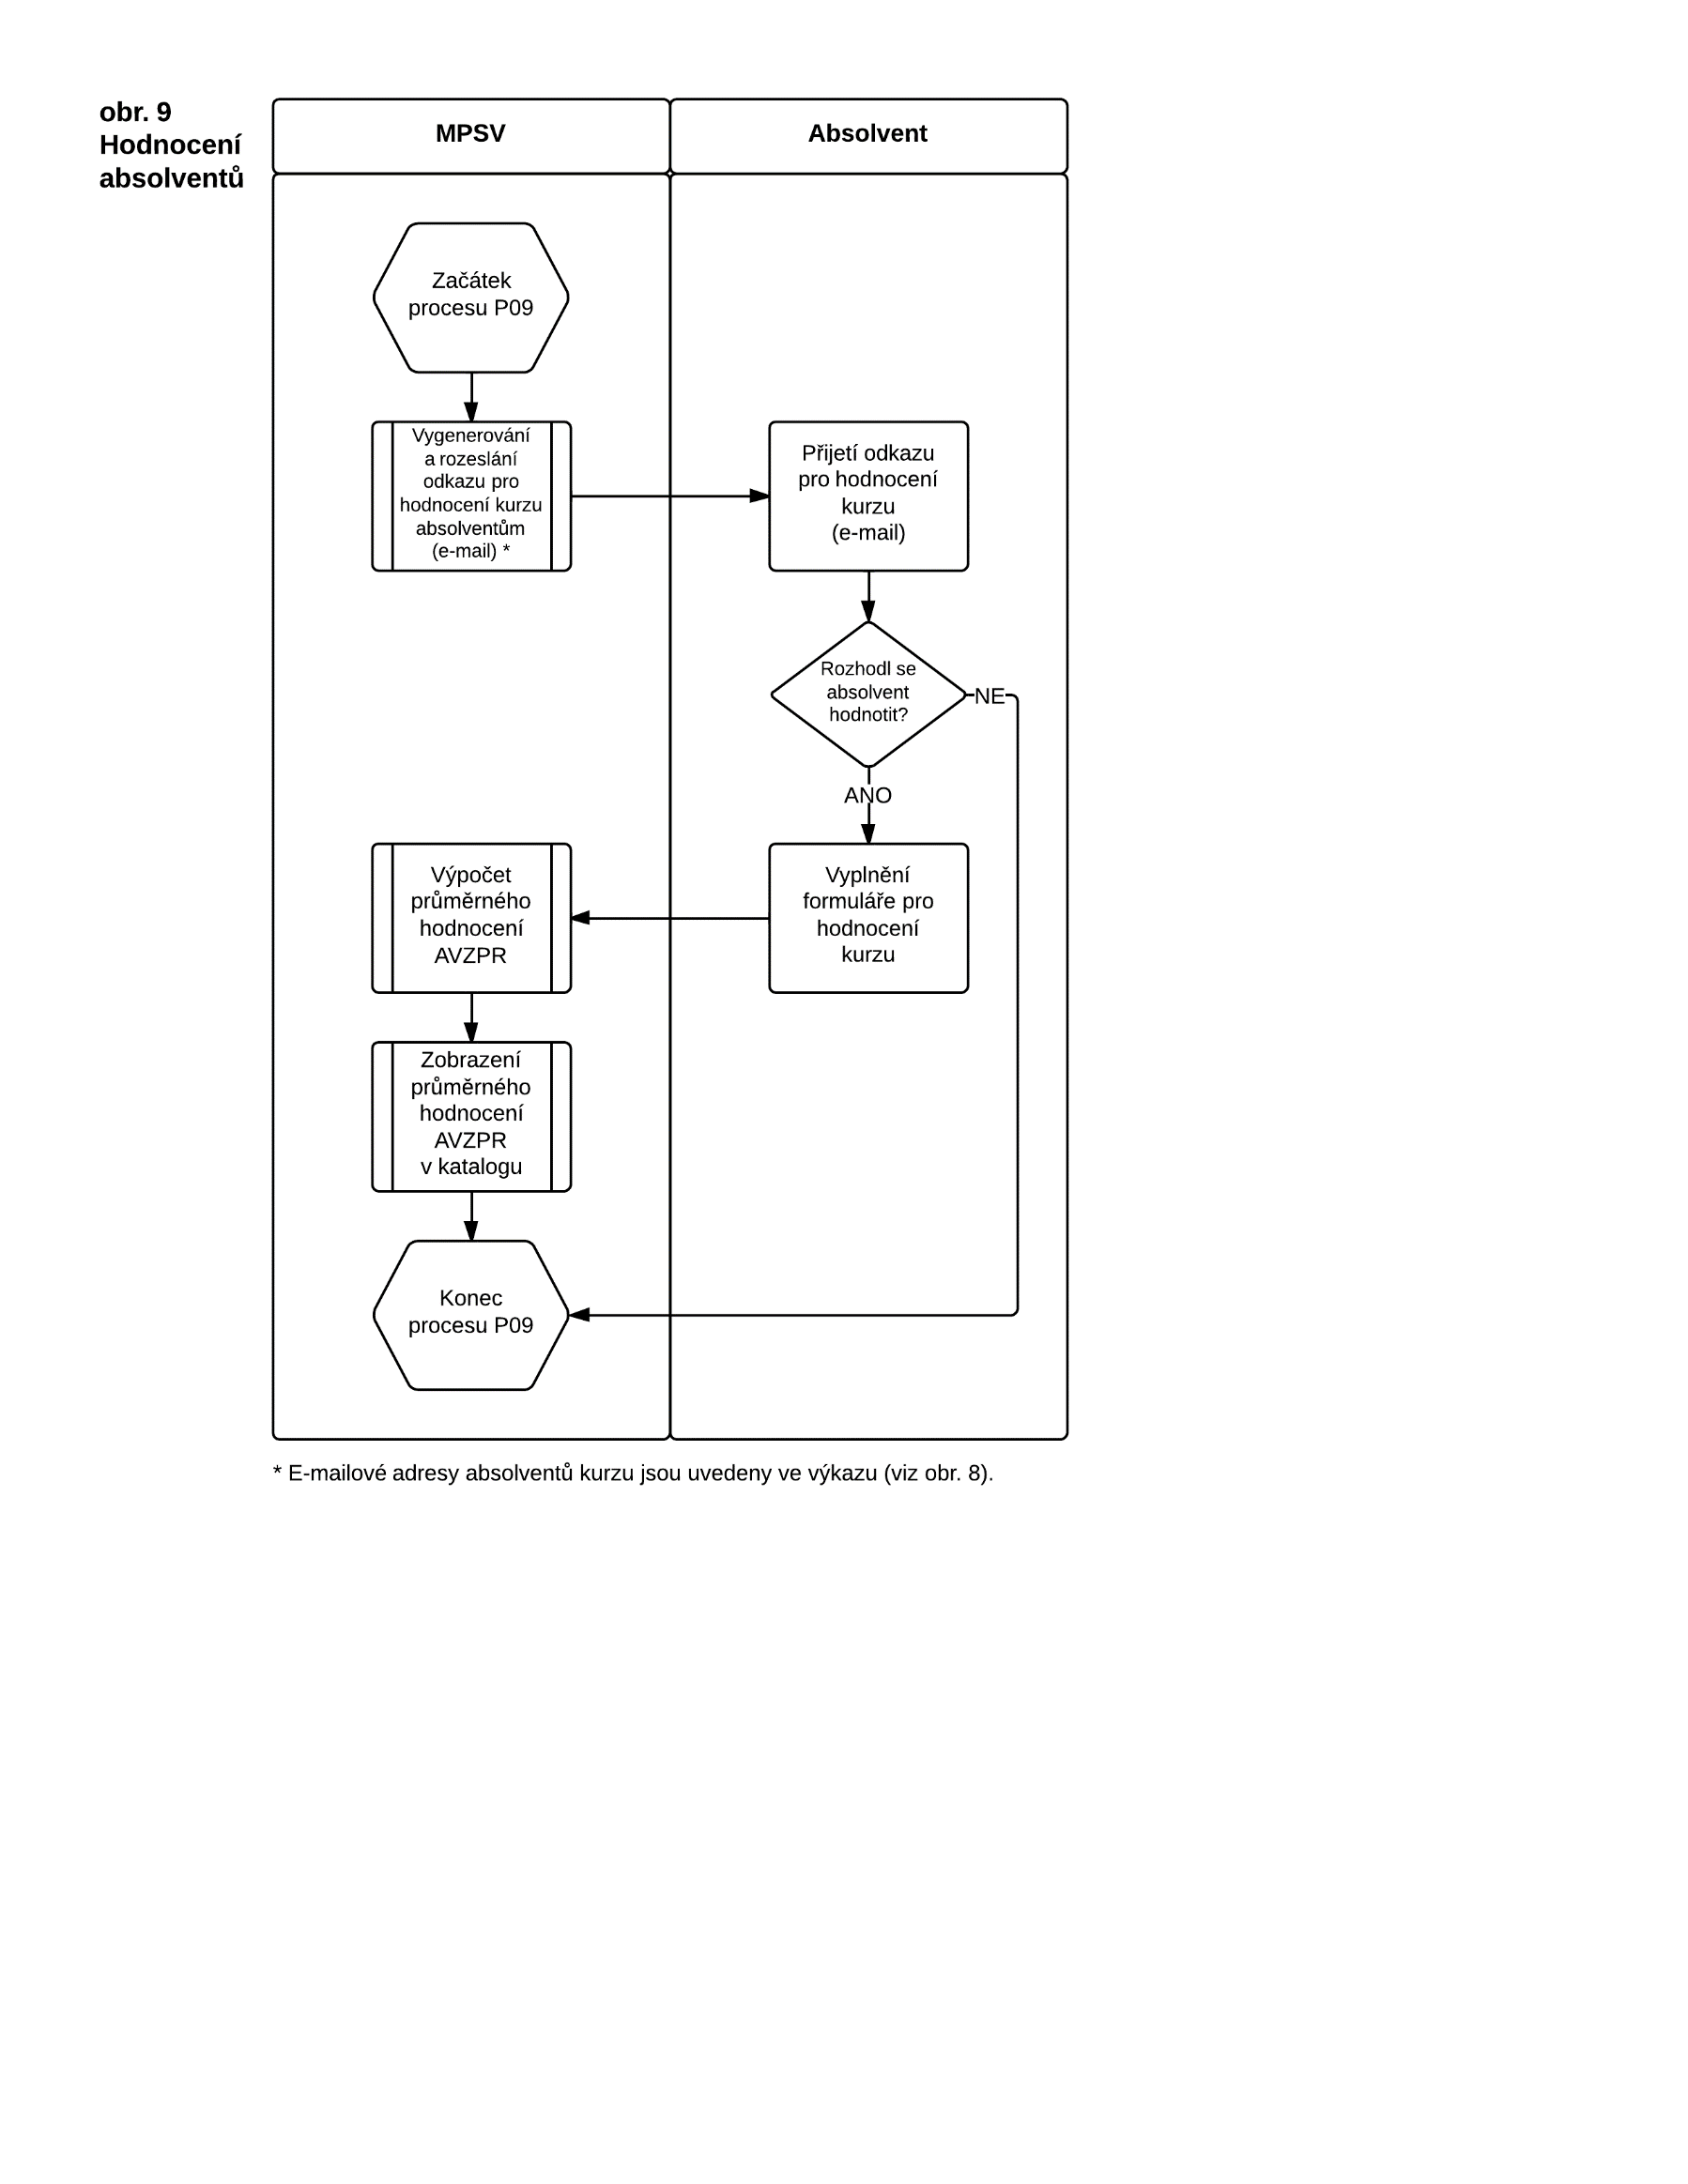 obr. 9
Hodnocení
absolventů
MPSV
Absolvent
Začátek
procesu P09
Vygenerování
a rozeslání
odkazu pro
hodnocení kurzu
absolventům
(e-mail) *
Přijetí odkazu
pro hodnocení
kurzu
(e-mail)
Rozhodl se
absolvent
hodnotit?
NE
ANO
Výpočet
průměrného
hodnocení
AVZPR
Vyplnění
formuláře pro
hodnocení
kurzu
Zobrazení
průměrného
hodnocení
AVZPR
v katalogu
Konec
procesu P09
* E-mailové adresy absolventů kurzu jsou uvedeny ve výkazu (viz obr. 8).